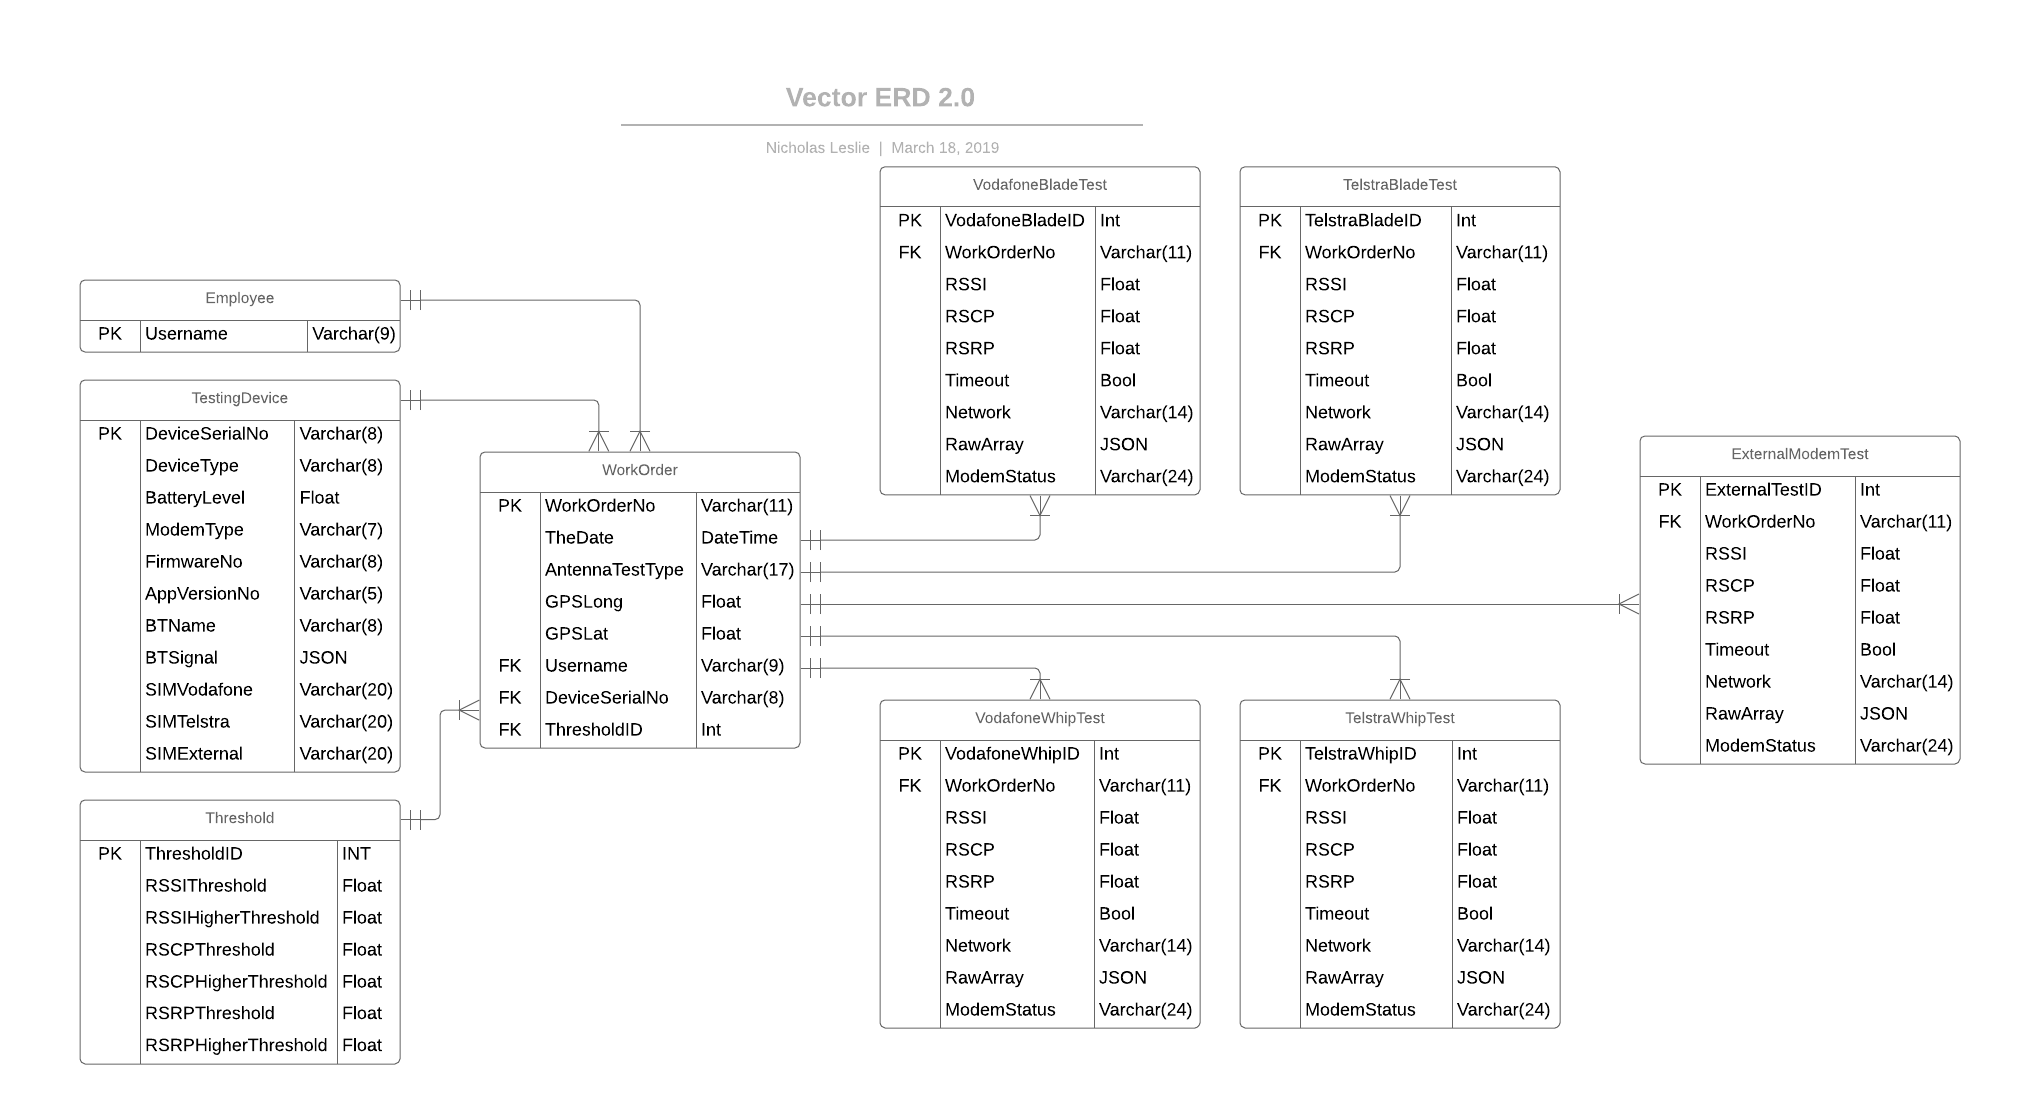 Vector ERD 2.0
Nicholas Leslie | March 18, 2019
Employee
PK Username Varchar(9)
TestingDevice
PK DeviceSerialNo Varchar(8)
DeviceType Varchar(8)
BatteryLevel Float
ModemType Varchar(7)
FirmwareNo Varchar(8)
AppVersionNo Varchar(5)
BTName Varchar(8)
BTSignal JSON
SIMVodafone Varchar(20)
SIMTelstra Varchar(20)
SIMExternal Varchar(20)
Threshold
PK ThresholdID INT
RSSIThreshold Float
RSSIHigherThreshold Float
RSCPThreshold Float
RSCPHigherThreshold Float
RSRPThreshold Float
RSRPHigherThreshold Float
WorkOrder
PK WorkOrderNo Varchar(11)
TheDate DateTime
AntennaTestType Varchar(17)
GPSLong Float
GPSLat Float
FK Username Varchar(9)
FK DeviceSerialNo Varchar(8)
FK ThresholdID Int
VodafoneBladeTest
PK VodafoneBladeID Int
FK WorkOrderNo Varchar(11)
RSSI Float
RSCP Float
RSRP Float
Timeout Bool
Network Varchar(14)
RawArray JSON
ModemStatus Varchar(24)
TelstraBladeTest
PK TelstraBladeID Int
FK WorkOrderNo Varchar(11)
RSSI Float
RSCP Float
RSRP Float
Timeout Bool
Network Varchar(14)
RawArray JSON
ModemStatus Varchar(24)
VodafoneWhipTest
PK VodafoneWhipID Int
FK WorkOrderNo Varchar(11)
RSSI Float
RSCP Float
RSRP Float
Timeout Bool
Network Varchar(14)
RawArray JSON
ModemStatus Varchar(24)
TelstraWhipTest
PK TelstraWhipID Int
FK WorkOrderNo Varchar(11)
RSSI Float
RSCP Float
RSRP Float
Timeout Bool
Network Varchar(14)
RawArray JSON
ModemStatus Varchar(24)
ExternalModemTest
PK ExternalTestID Int
FK WorkOrderNo Varchar(11)
RSSI Float
RSCP Float
RSRP Float
Timeout Bool
Network Varchar(14)
RawArray JSON
ModemStatus Varchar(24)